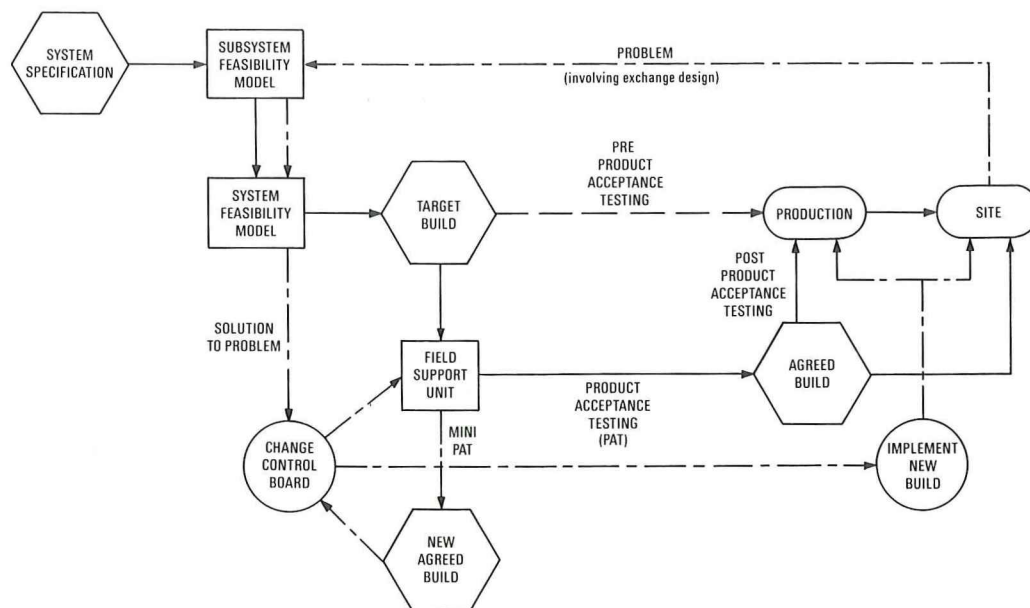 SYSTEM
SPECIFICATION
SUBSYSTEM
FEASIBILITY
MODEL
PROBLEM
(involving exchange design)
SYSTEM
FEASIBILITY
MODEL
TARGET
BUILD
PRE
PRODUCT
ACCEPTANCE
TESTING
PRODUCTION
SITE
POST
PRODUCT
ACCEPTANCE
TESTING
SOLUTION
TO PROBLEM
FIELD
SUPPORT
UNIT
PRODUCT
ACCEPTANCE
TESTING
(PAT)
AGREED
BUILD
MINI
PAT
CHANGE
CONTROL
BOARD
IMPLEMENT
NEW
BUILD
NEW
AGREED
BUILD